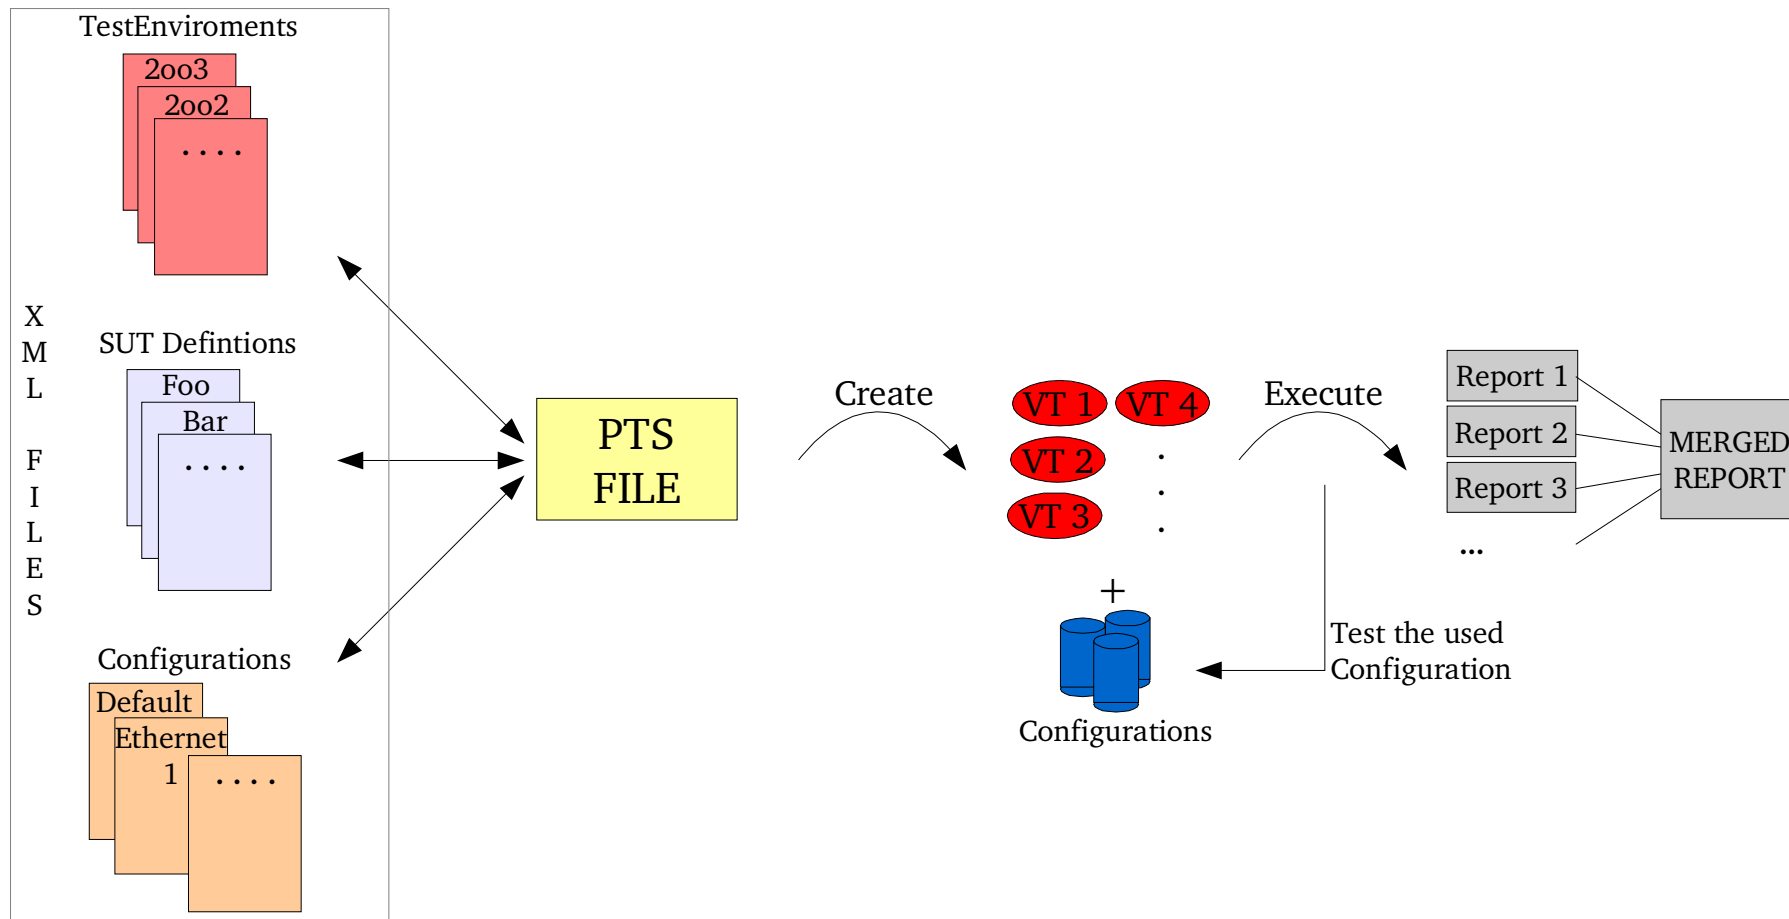 TestEnviroments
2oo3
2oo2
. . . .
X
M
L
F
I
L
E
S
SUT Defintions
Foo
Bar
. . . .
Configurations
Default
Ethernet
1
. . . .
PTS
FILE
Create
VT 1
VT 4
VT 2
VT 3
.
.
.
+
Configurations
Execute
Test the used
Configuration
Report 1
Report 2
Report 3
...
MERGED
REPORT